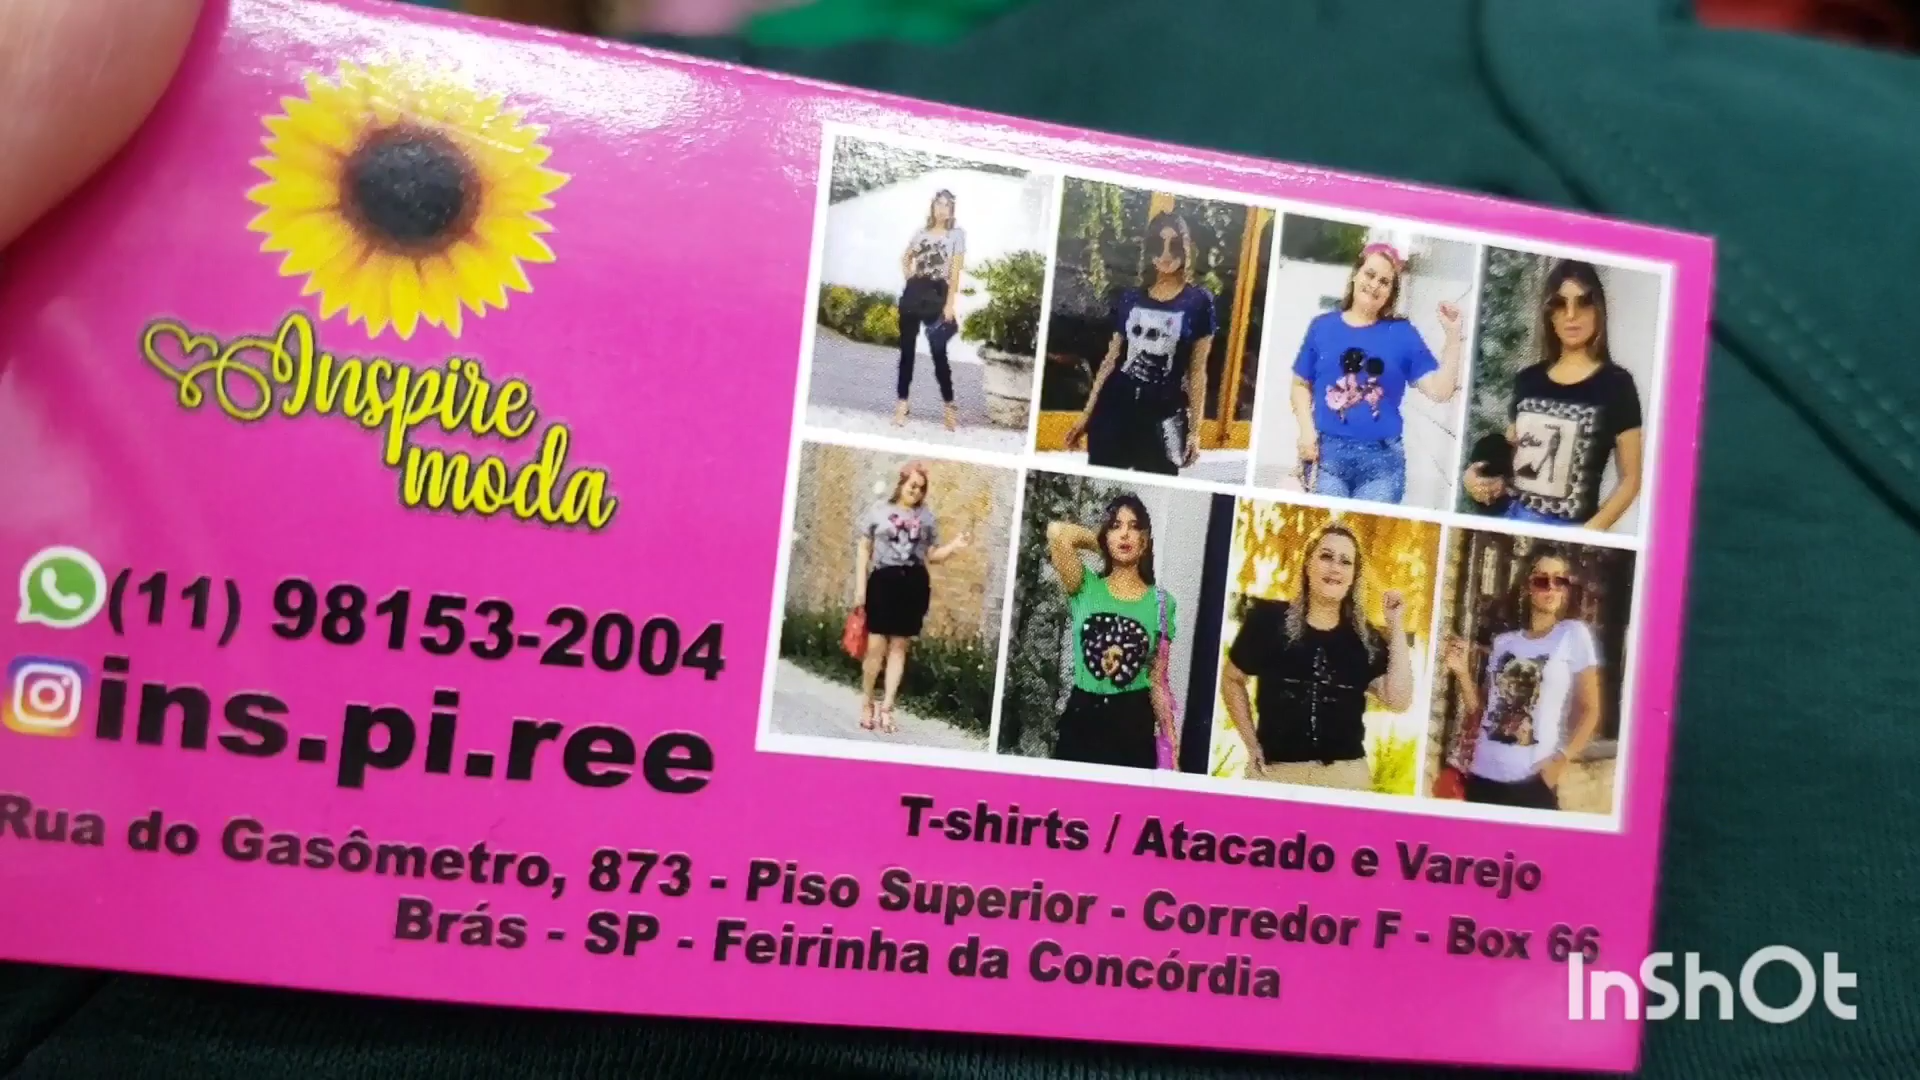 Inspire
moda
(11) 98153-2004
ins.pi.ree
T-shirts / Atacado e Varejo
Rua do Gasômetro, 873 - Piso Superior - Corredor F - Box 66
Brás - SP - Feirinha da Concórdia
InShOt